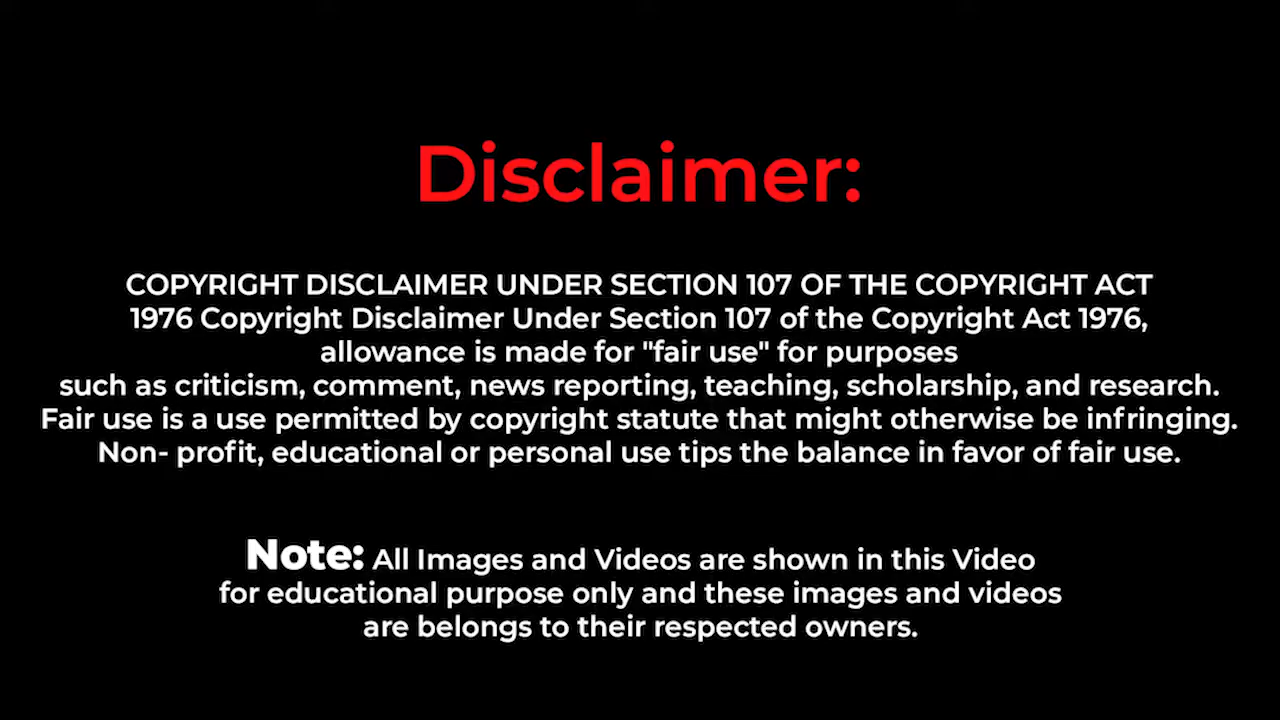 Disclaimer:
COPYRIGHT DISCLAIMER UNDER SECTION 107 OF THE COPYRIGHT ACT
1976 Copyright Disclaimer Under Section 107 of the Copyright Act 1976,
allowance is made for "fair use" for purposes
such as criticism, comment, news reporting, teaching, scholarship, and research.
Fair use is a use permitted by copyright statute that might otherwise be infringing.
Non- profit, educational or personal use tips the balance in favor of fair use.
Note: All Images and Videos are shown in this Video
for educational purpose only and these images and videos
are belongs to their respected owners.